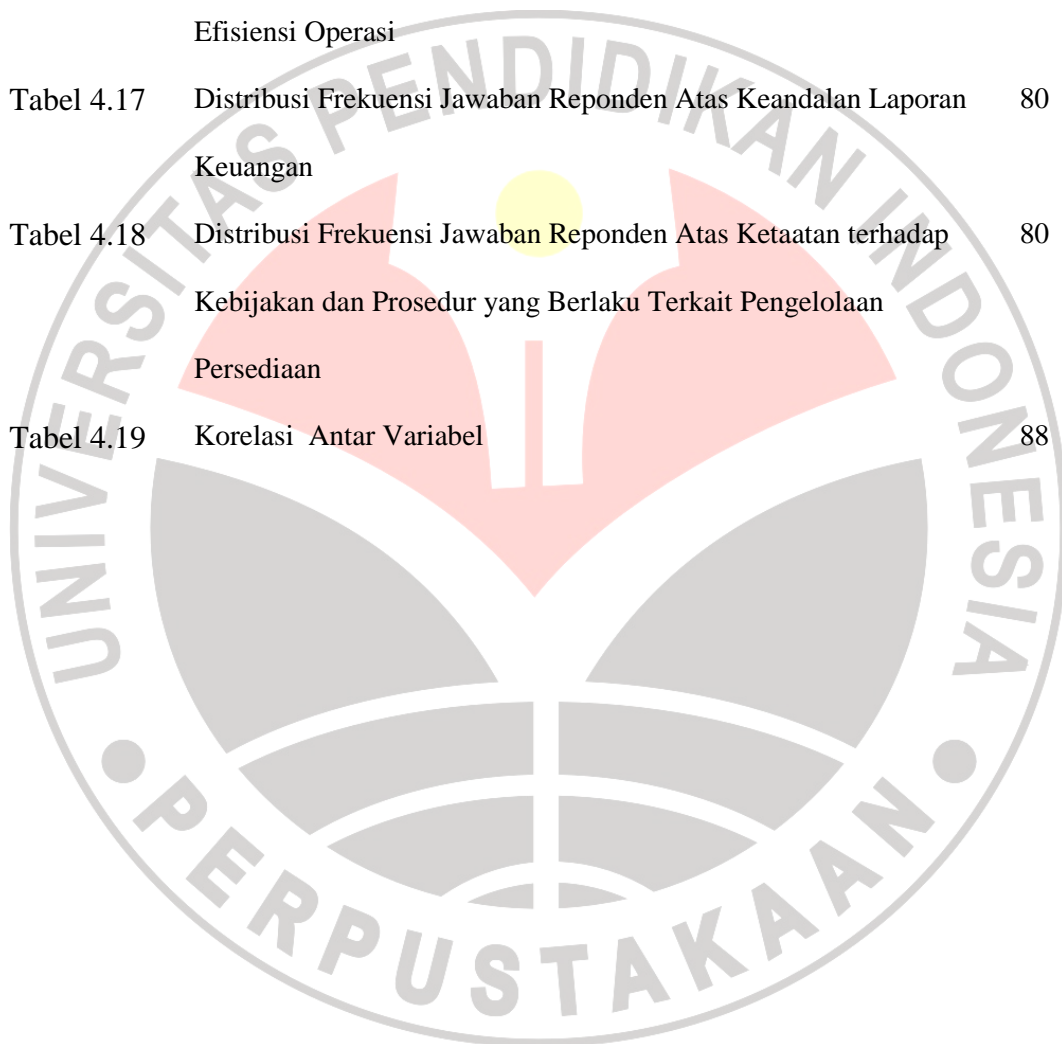 Efisiensi Operasi
Tabel 4.17 Distribusi Frekuensi Jawaban Reponden Atas Keandalan Laporan 80
Keuangan
Tabel 4.18 Distribusi Frekuensi Jawaban Reponden Atas Ketaatan terhadap 80
Kebijakan dan Prosedur yang Berlaku Terkait Pengelolaan
Persediaan
Tabel 4.19 Korelasi Antar Variabel 88
UNIVERSITAS PENDIDIKAN INDONESIA
PERPUSTAKAAN